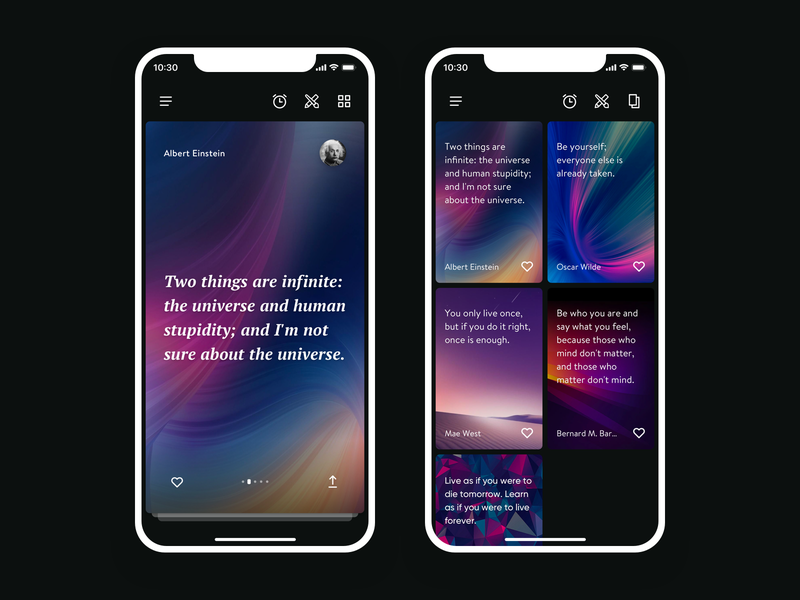 10:30
Albert Einstein
Two things are infinite:
the universe and human
stupidity; and I'm not
sure about the universe.
10:30
Two things are
infinite: the universe
and human stupidity;
and I'm not sure
about the universe.
Albert Einstein
Be yourself;
everyone else is
already taken.
Oscar Wilde
You only live once,
but if you do it right,
once is enough.
Mae West
Be who you are and
say what you feel,
because those who
mind don't matter,
and those who
matter don't mind.
Bernard M. Bar...
Live as if you were to
die tomorrow. Learn
as if you were to live
forever.